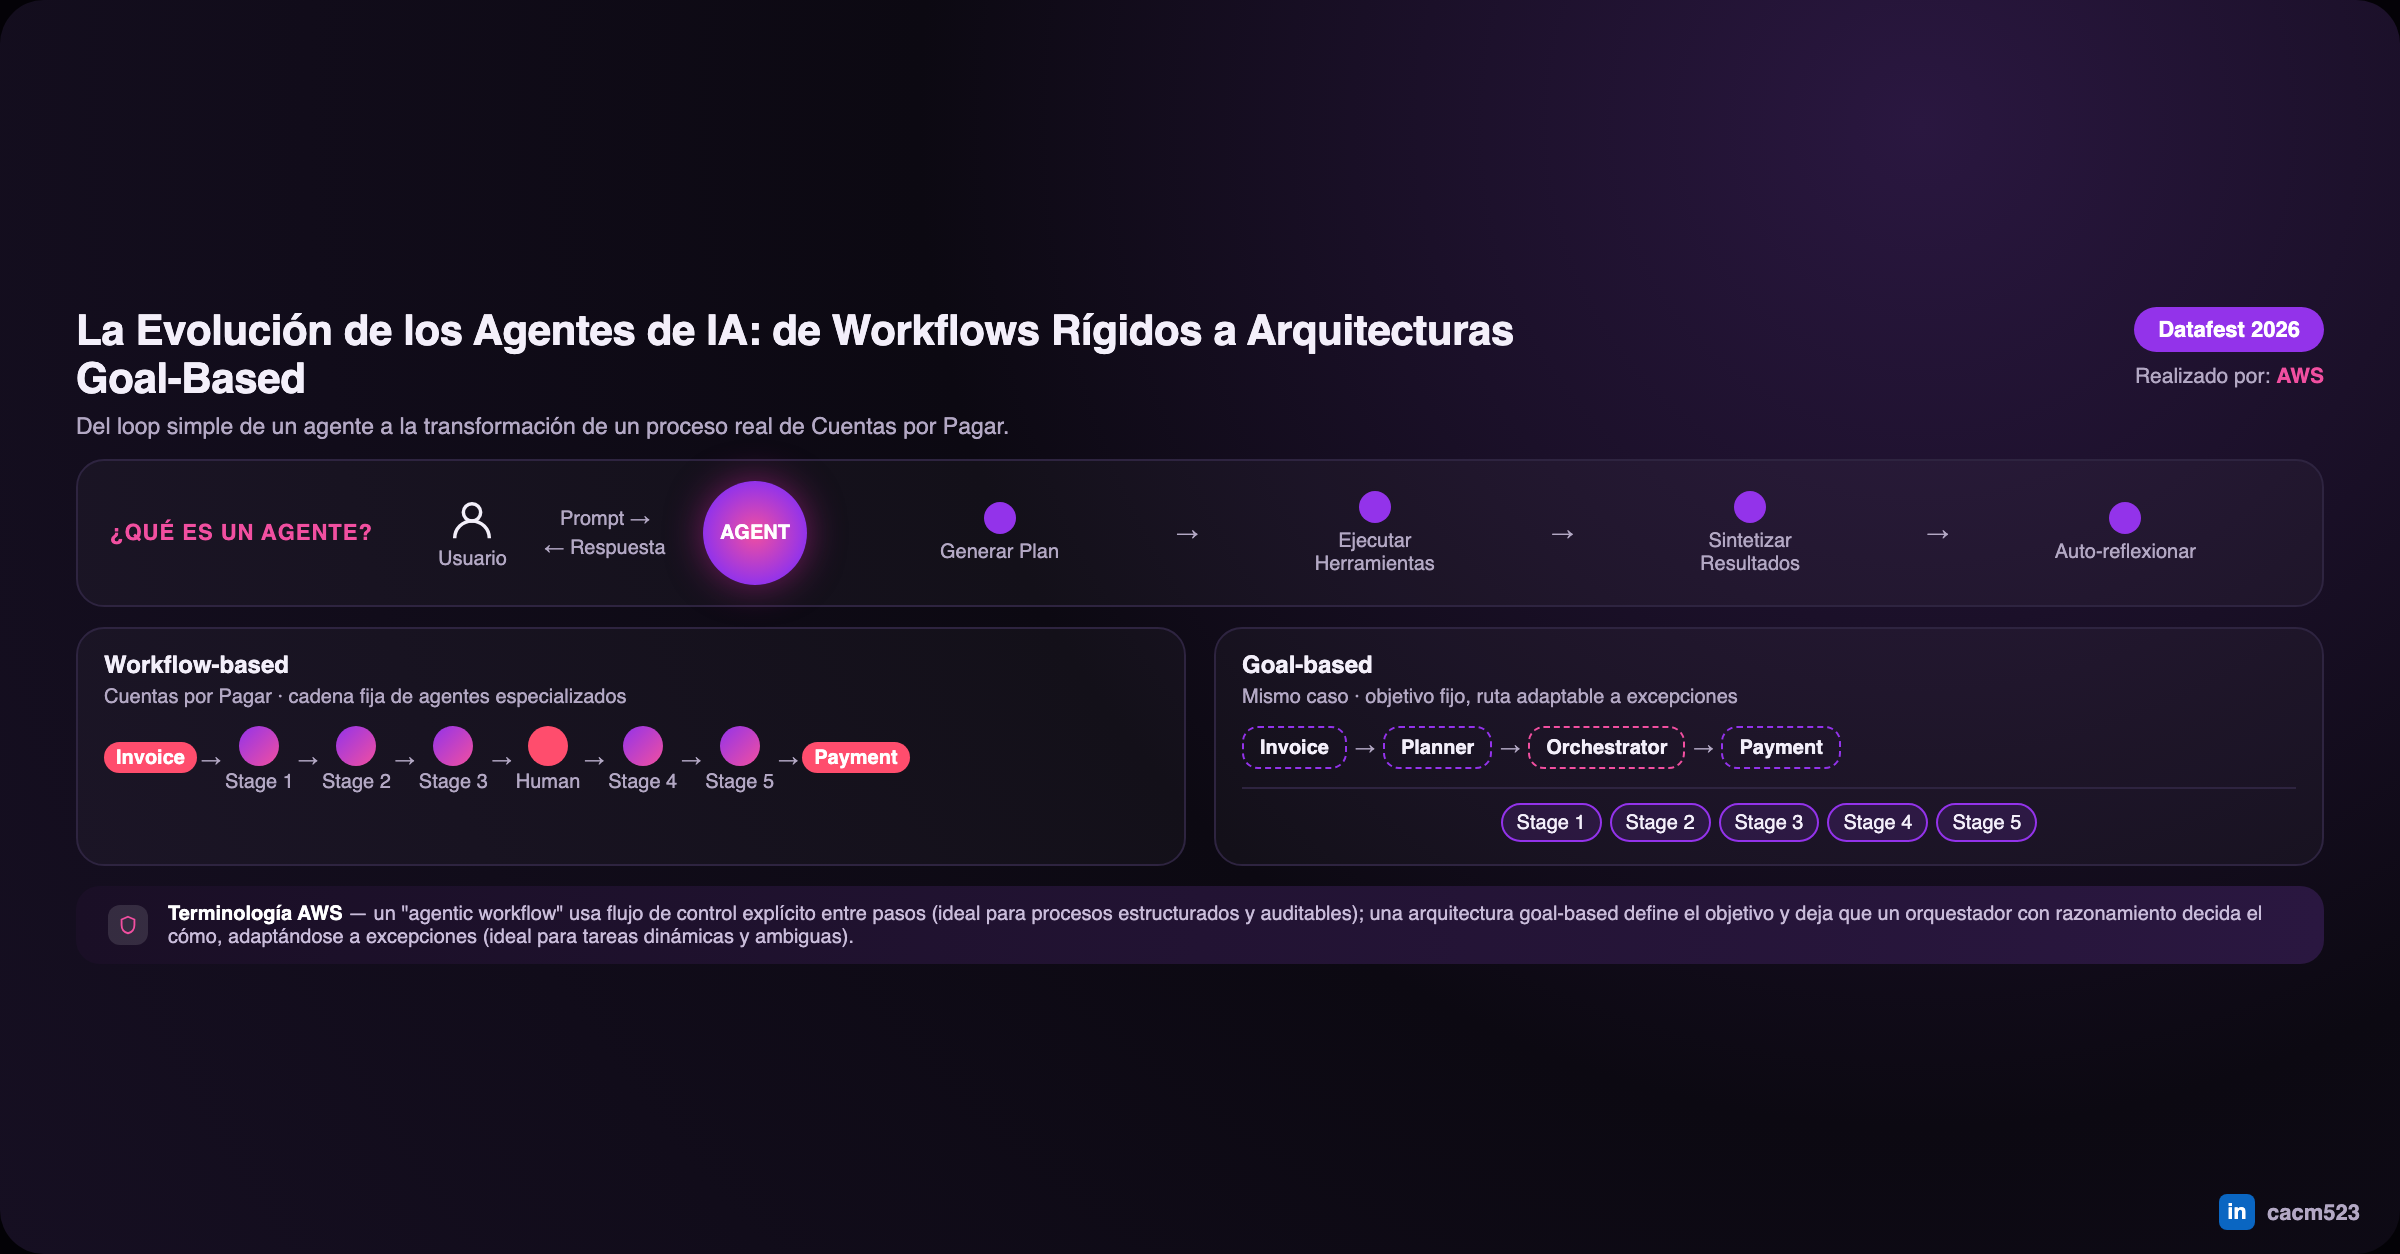 La Evolución de los Agentes de IA: de Workflows Rígidos a Arquitecturas
Goal-Based
Datafest 2026
Realizado por: AWS
Del loop simple de un agente a la transformación de un proceso real de Cuentas por Pagar.
¿QUÉ ES UN AGENTE?
Usuario
Prompt →
← Respuesta
AGENT
Generar Plan
→
Ejecutar
Herramientas
→
Sintetizar
Resultados
→
Auto-reflexionar
Workflow-based
Cuentas por Pagar · cadena fija de agentes especializados
Invoice → Stage 1 → Stage 2 → Stage 3 → Human → Stage 4 → Stage 5 → Payment
Goal-based
Mismo caso · objetivo fijo, ruta adaptable a excepciones
Invoice → Planner → Orchestrator → Payment
Stage 1 Stage 2 Stage 3 Stage 4 Stage 5
Terminología AWS — un "agentic workflow" usa flujo de control explícito entre pasos (ideal para procesos estructurados y auditables); una arquitectura goal-based define el objetivo y deja que un orquestador con razonamiento decida el
cómo, adaptándose a excepciones (ideal para tareas dinámicas y ambiguas).
in cacm523